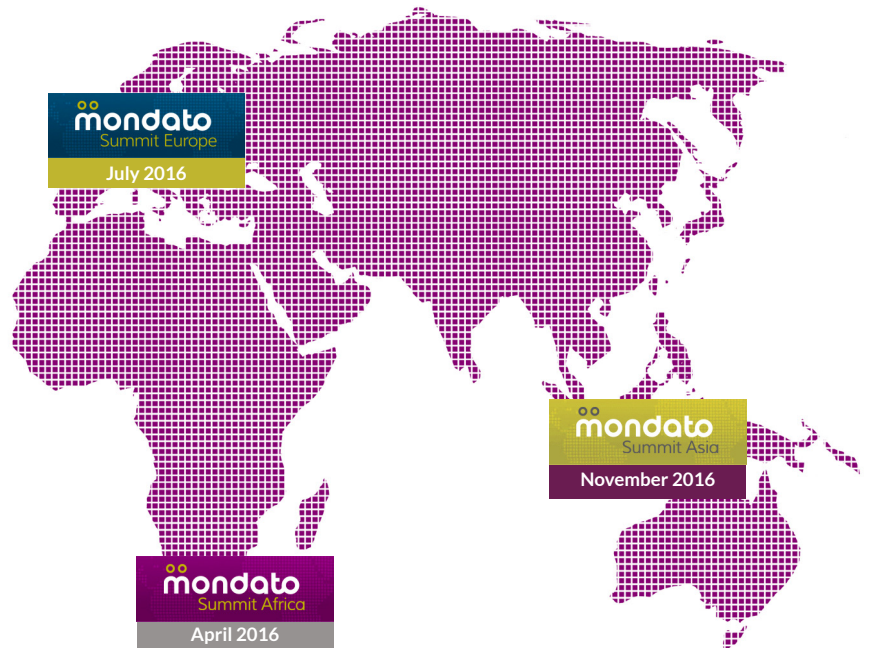 mondato
Summit Europe
July 2016
mondato
Summit Asia
November 2016
mondato
Summit Africa
April 2016